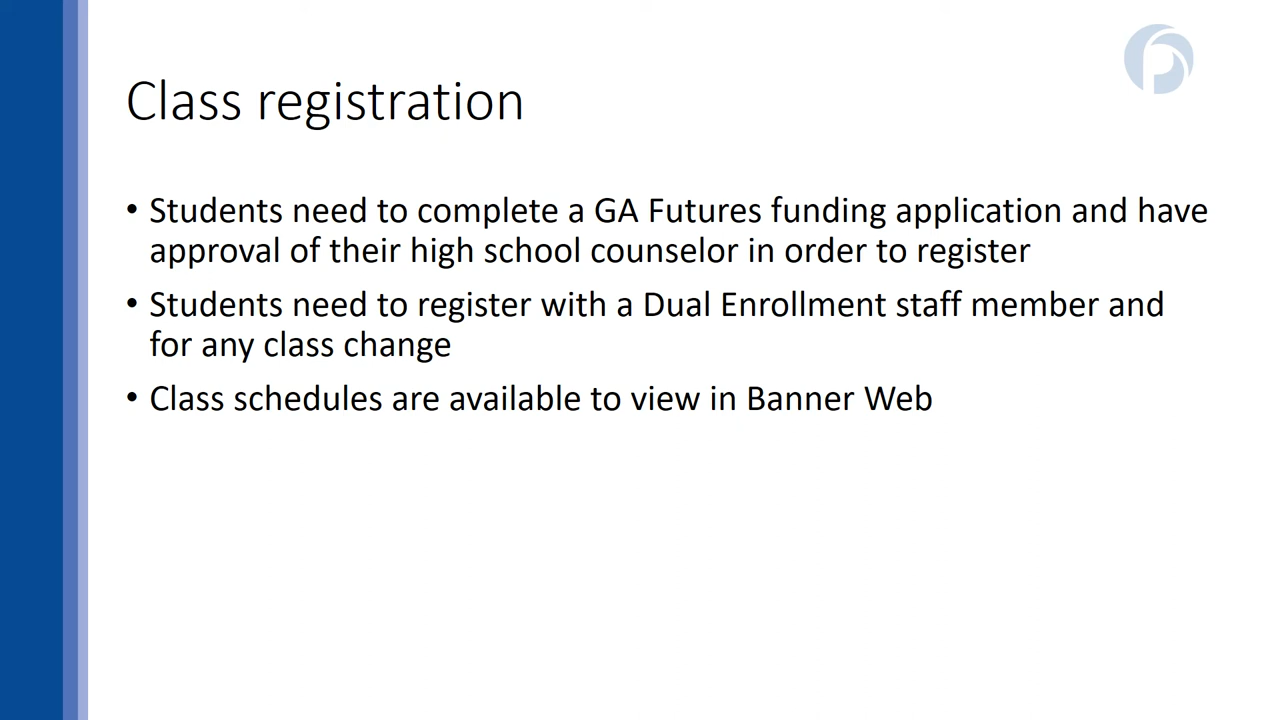 Class registration
• Students need to complete a GA Futures funding application and have
approval of their high school counselor in order to register
• Students need to register with a Dual Enrollment staff member and
for any class change
• Class schedules are available to view in Banner Web